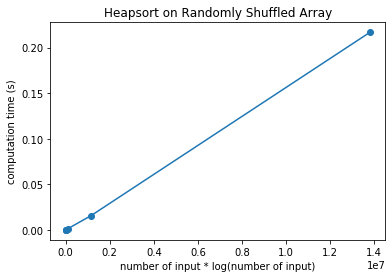 Heapsort on Randomly Shuffled Array
computation time (s)
0.20
0.15
0.10
0.05
0.00
0.0 0.2 0.4 0.6 0.8 1.0 1.2 1.4
1e7
number of input * log(number of input)